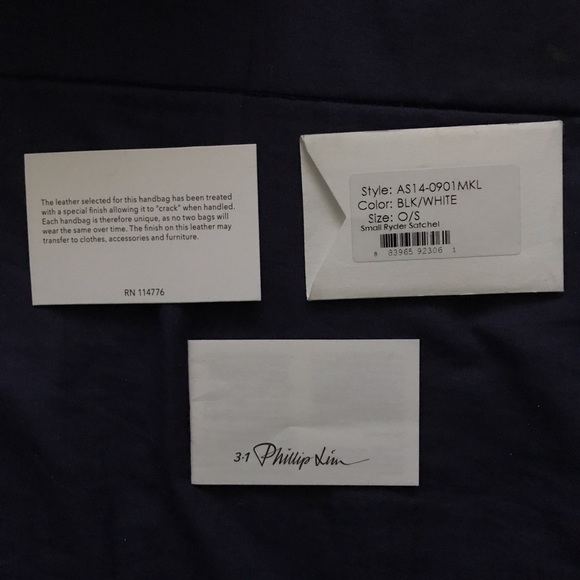 The leather selected for this handbag has been treated
with a special finish allowing it to "crack" when handled.
Each handbag is therefore unique, as no two bags will
wear the same over time. The finish on this leather may
transfer to clothes, accessories and furniture.
RN 114776
Style: AS14-0901MKL
Color: BLK/WHITE
Size: O/S
Small Ryder Satchel
8 83965 92306 1
3·1 Phillip Lim